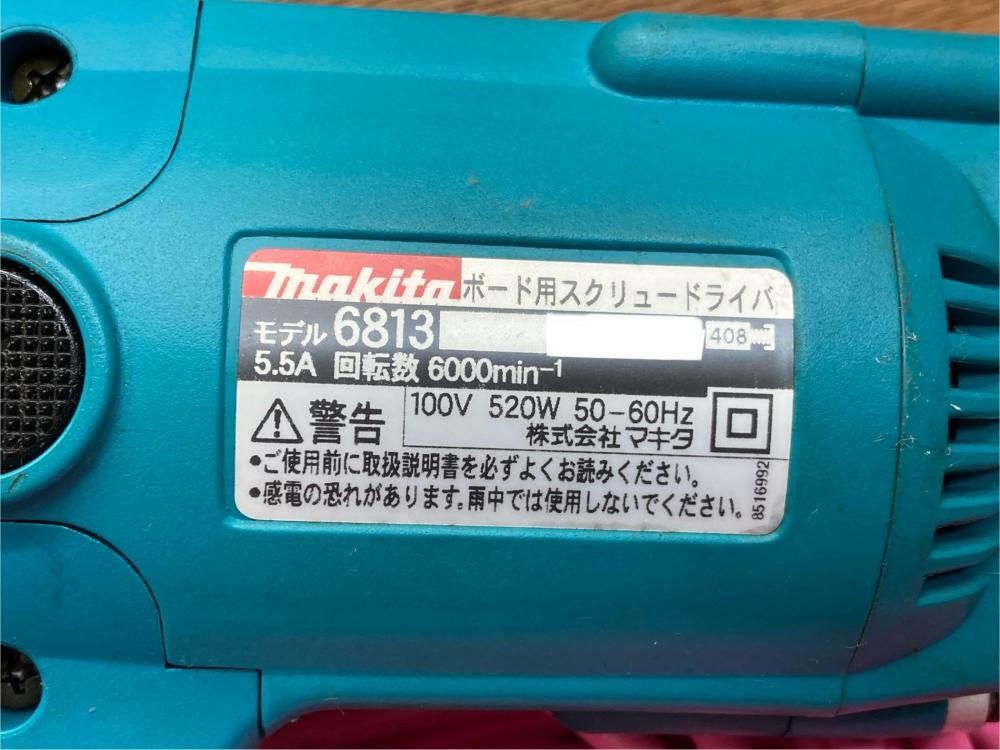 makita ボード用スクリュードライバ
モデル 6813 408
5.5A 回転数 6000min⁻¹
警告 100V 520W 50-60Hz
株式会社 マキタ
•ご使用前に取扱説明書を必ずよくお読みください。
•感電の恐れがあります。雨中では使用しないでください。
8516992